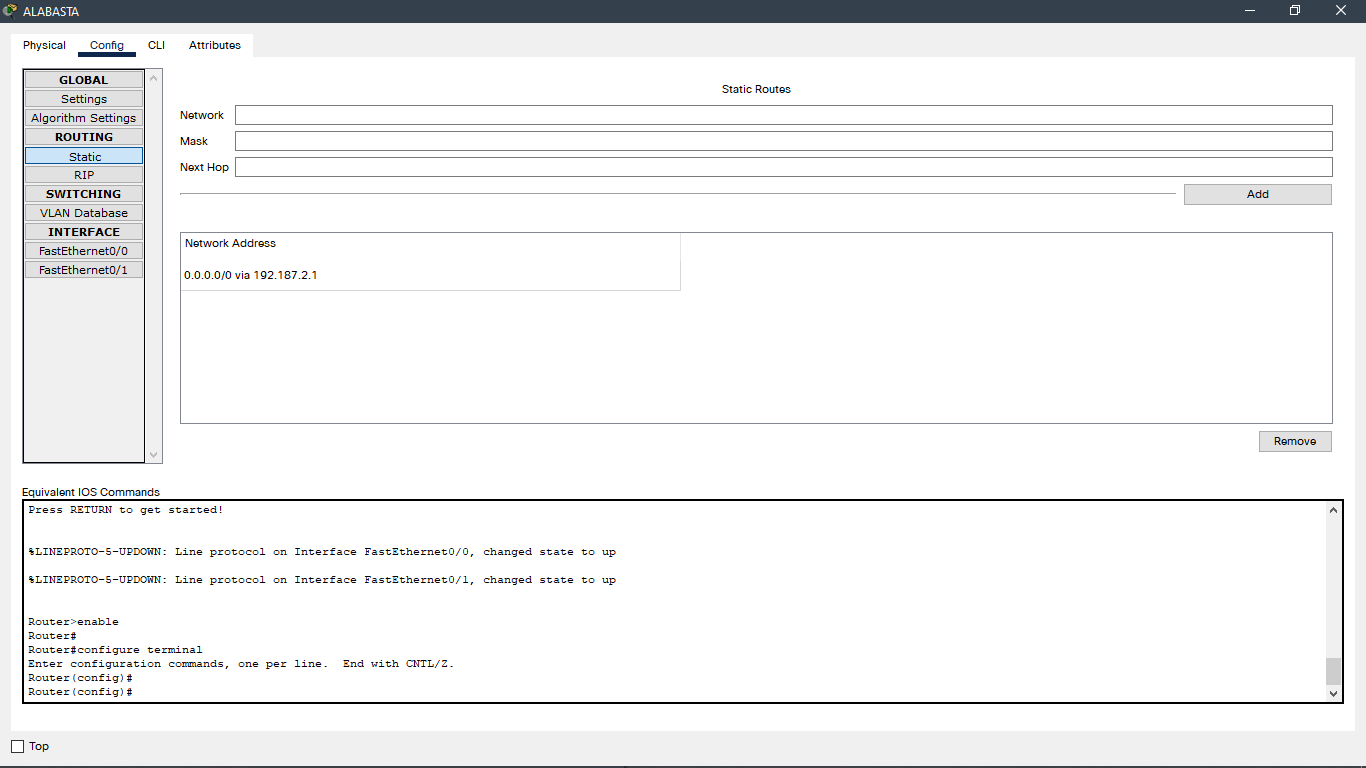 ALABASTA
Physical Config CLI Attributes
GLOBAL
Settings
Algorithm Settings
ROUTING
Static
RIP
SWITCHING
VLAN Database
INTERFACE
FastEthernet0/0
FastEthernet0/1
Static Routes
Network
Mask
Next Hop
Add
Network Address
0.0.0.0/0 via 192.187.2.1
Remove
Equivalent IOS Commands
Press RETURN to get started!
%LINEPROTO-5-UPDOWN: Line protocol on Interface FastEthernet0/0, changed state to up
%LINEPROTO-5-UPDOWN: Line protocol on Interface FastEthernet0/1, changed state to up
Router>enable
Router#
Router#configure terminal
Enter configuration commands, one per line.  End with CNTL/Z.
Router(config)#
Router(config)#
Top